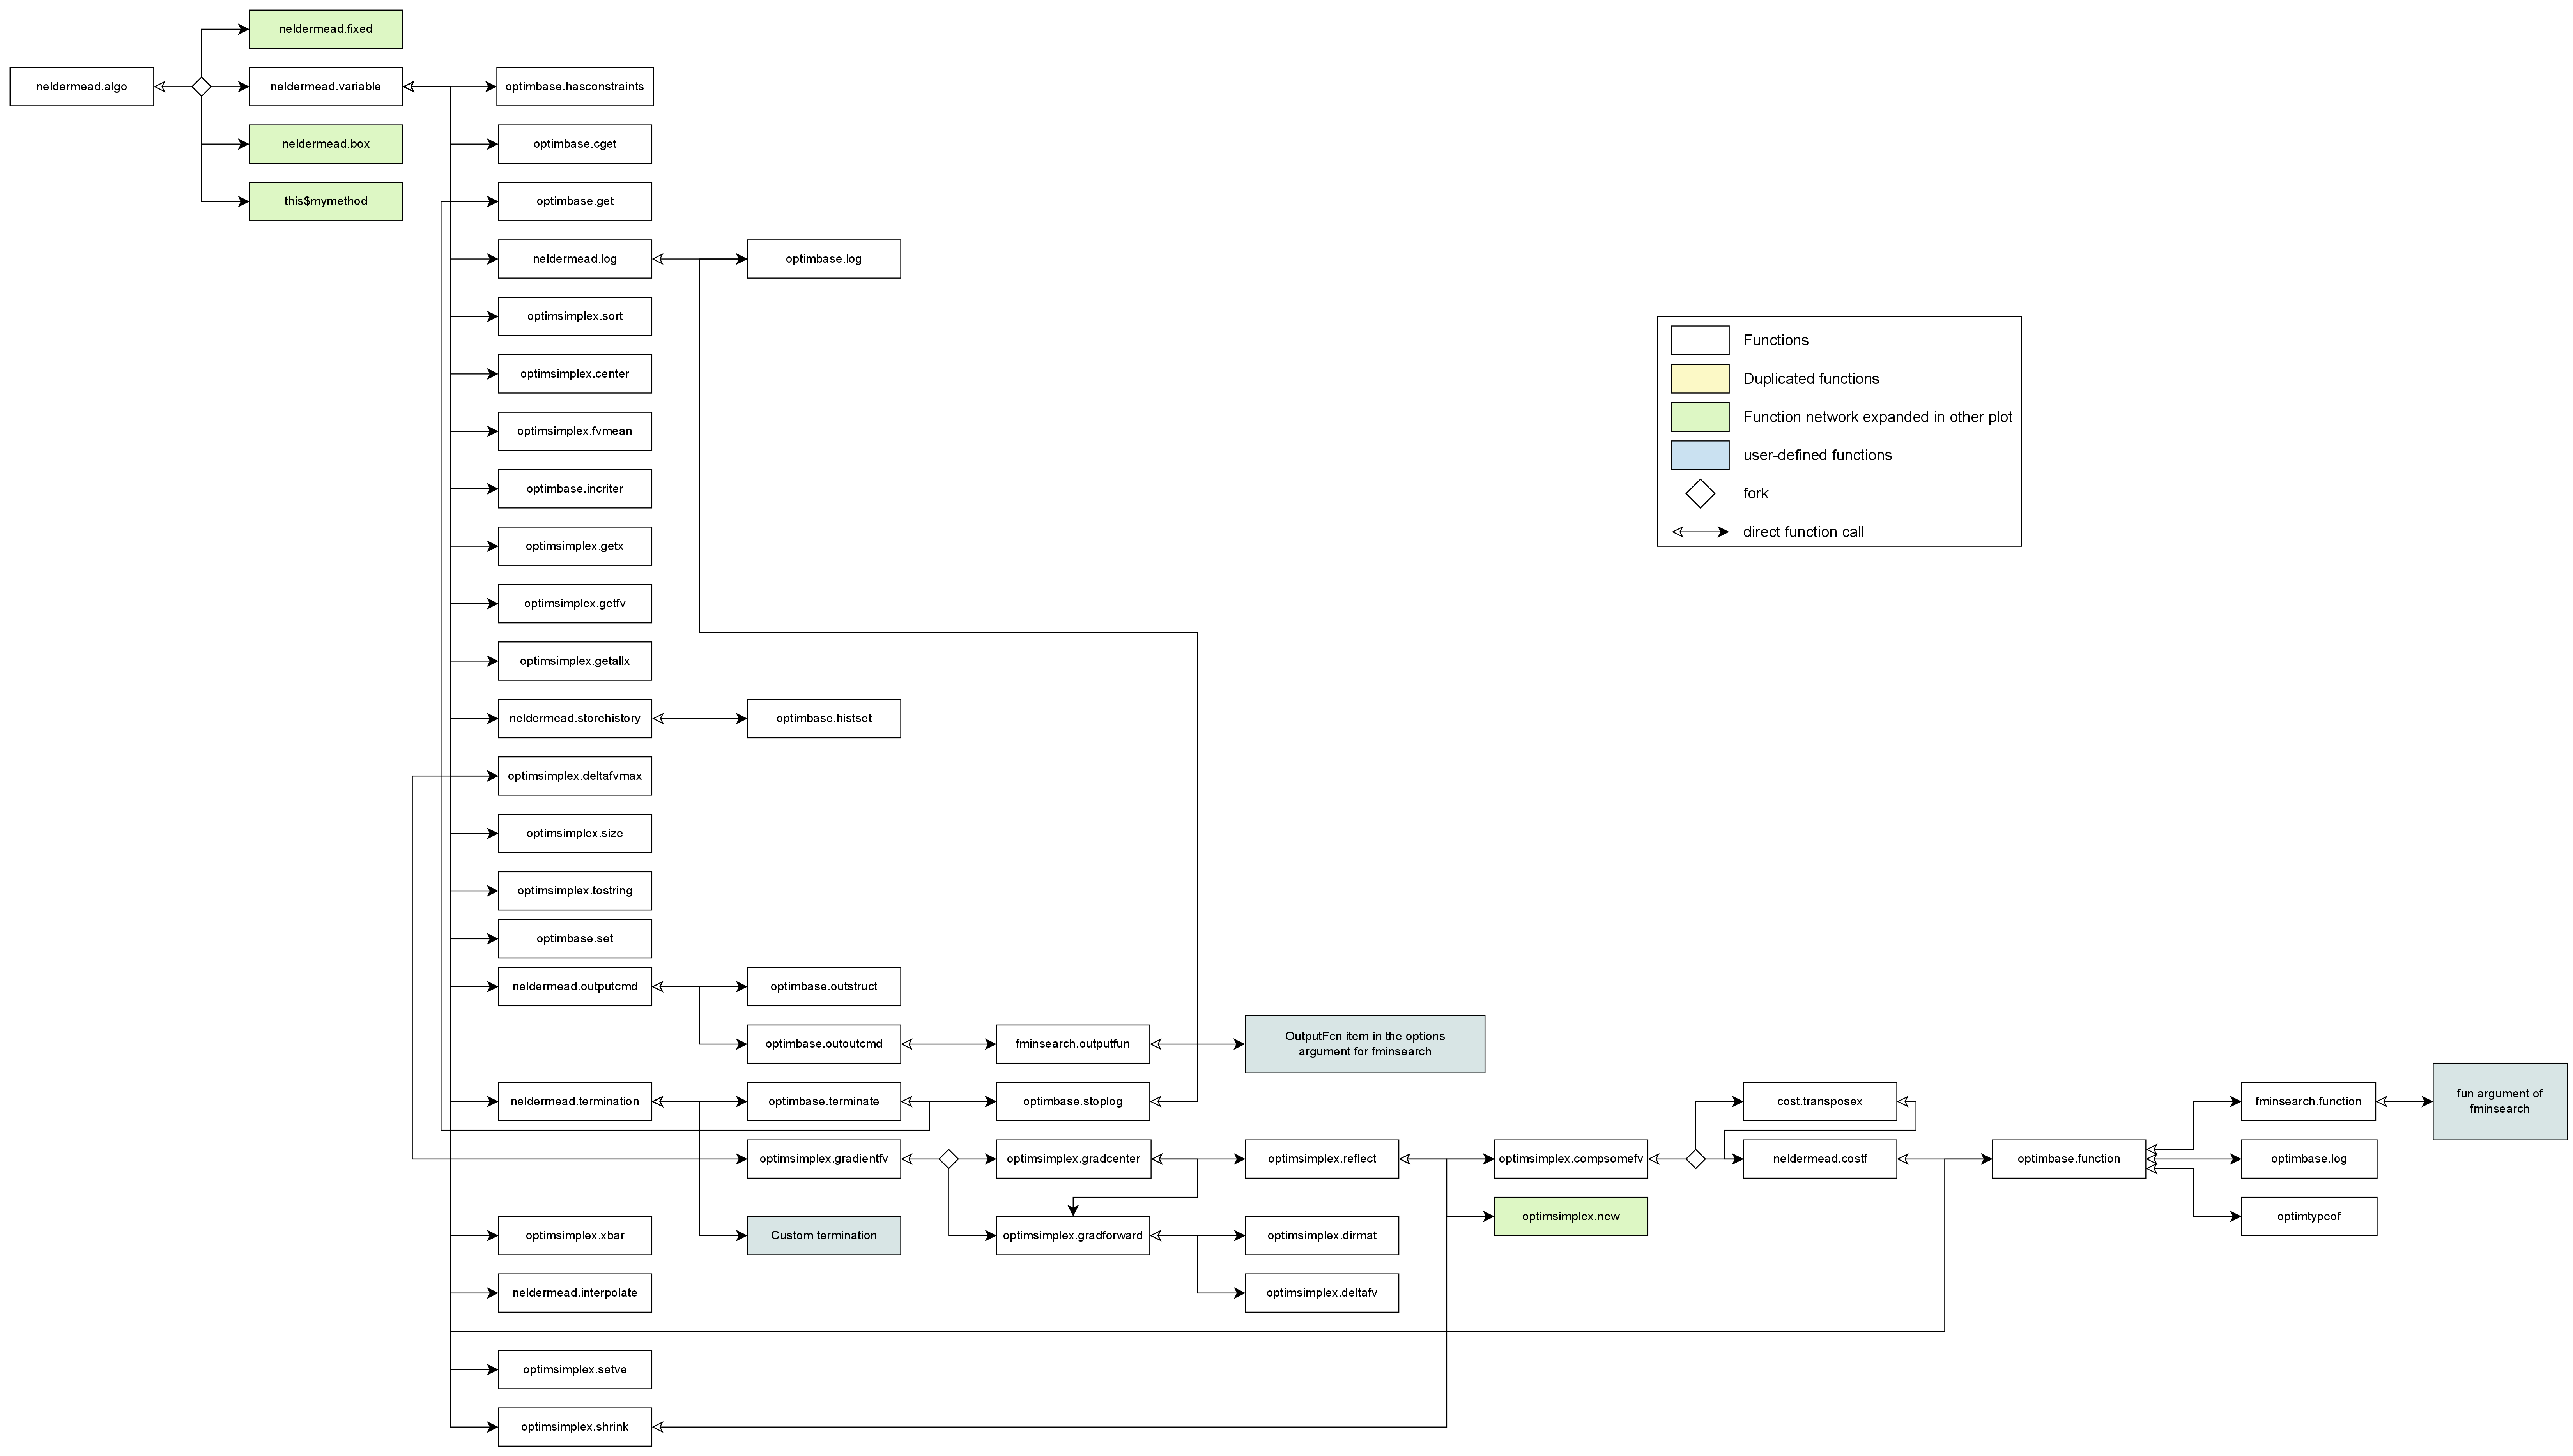 neldermead.fixed
neldermead.algo
neldermead.variable
optimbase.hasconstraints
neldermead.box
optimbase.cget
this$mymethod
optimbase.get
neldermead.log
optimbase.log
optimsimplex.sort
Functions
optimsimplex.center
Duplicated functions
optimsimplex.fvmean
Function network expanded in other plot
user-defined functions
optimbase.incriter
fork
optimsimplex.getx
direct function call
optimsimplex.getfv
optimsimplex.getallx
neldermead.storehistory
optimbase.histset
optimsimplex.deltafvmax
optimsimplex.size
optimsimplex.tostring
optimbase.set
neldermead.outputcmd
optimbase.outstruct
optimbase.outoutcmd
fminsearch.outputfun
OutputFcn item in the options
argument for fminsearch
neldermead.termination
optimbase.terminate
optimbase.stoplog
cost.transposex
fminsearch.function
fun argument of
fminsearch
optimsimplex.gradientfv
optimsimplex.gradcenter
optimsimplex.reflect
optimsimplex.compsomefv
neldermead.costf
optimbase.function
optimbase.log
optimsimplex.new
optimtypeof
optimsimplex.xbar
Custom termination
optimsimplex.gradforward
optimsimplex.dirmat
neldermead.interpolate
optimsimplex.deltafv
optimsimplex.setve
optimsimplex.shrink